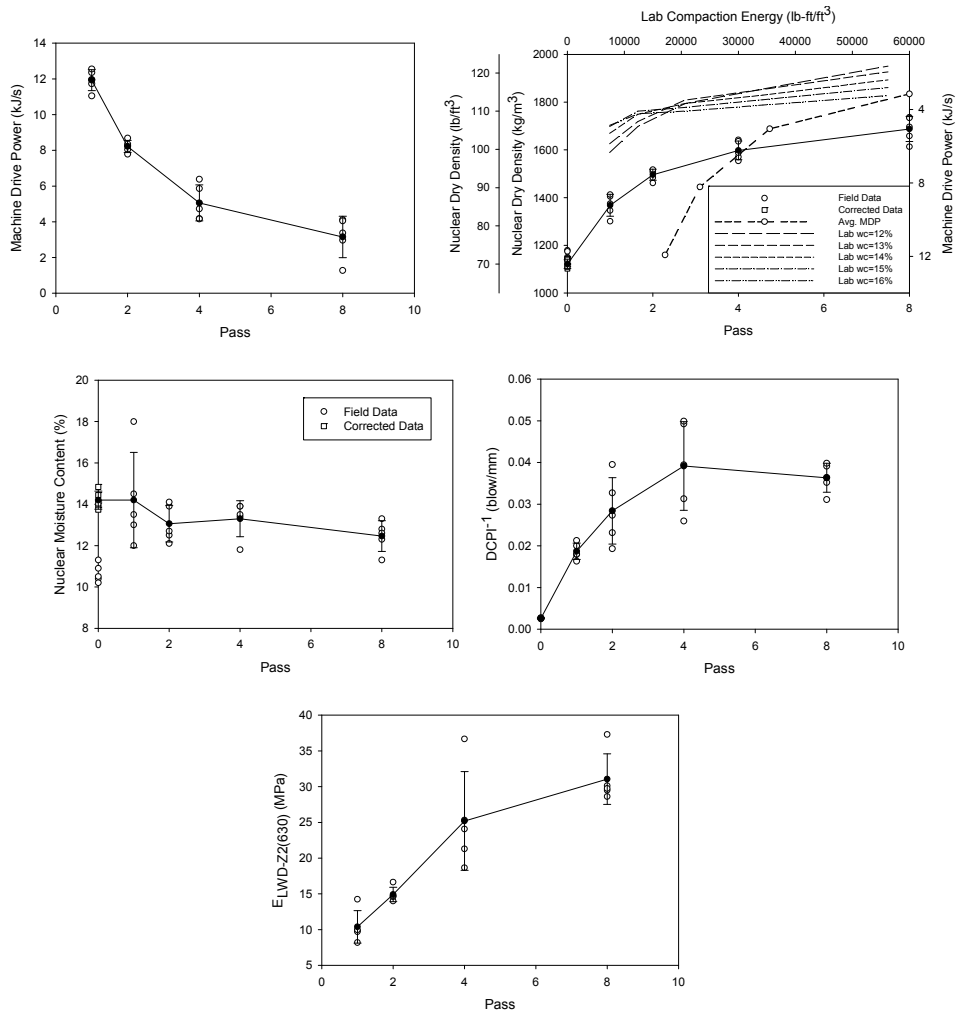 Machine Drive Power (kJ/s)
14
12
10
8
6
4
2
0
0 2 4 6 8 10
Pass
Lab Compaction Energy (lb-ft/ft3)
0 10000 20000 30000 40000 50000 60000
Nuclear Dry Density (lb/ft3)
120
110
100
90
80
70
Nuclear Dry Density (kg/m3)
2000
1800
1600
1400
1200
1000
Machine Drive Power (kJ/s)
4
8
12
Field Data
Corrected Data
Avg. MDP
Lab wc=12%
Lab wc=13%
Lab wc=14%
Lab wc=15%
Lab wc=16%
0 2 4 6 8
Pass
Nuclear Moisture Content (%)
20
18
16
14
12
10
8
Field Data
Corrected Data
0 2 4 6 8 10
Pass
DCPI-1 (blow/mm)
0.06
0.05
0.04
0.03
0.02
0.01
0.00
0 2 4 6 8 10
Pass
ELWD-Z2(630) (MPa)
40
35
30
25
20
15
10
5
0 2 4 6 8 10
Pass